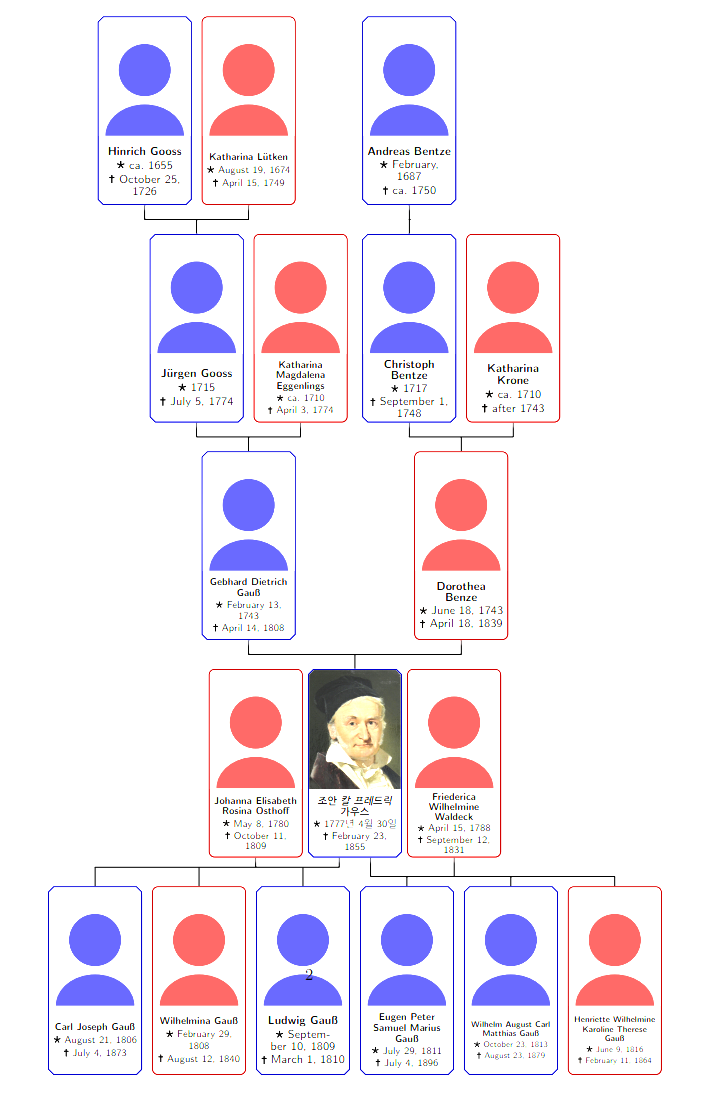 Hinrich Gooss
★ ca. 1655
✝ October 25,
1726
Katharina Lütken
★ August 19, 1674
✝ April 15, 1749
Andreas Bentze
★ February,
1687
✝ ca. 1750
Jürgen Gooss
★ 1715
✝ July 5, 1774
Katharina
Magdalena
Eggenlings
★ ca. 1710
✝ April 3, 1774
Christoph
Bentze
★ 1717
✝ September 1,
1748
Katharina
Krone
★ ca. 1710
✝ after 1743
Gebhard Dietrich
Gauß
★ February 13,
1743
✝ April 14, 1808
Dorothea
Benze
★ June 18, 1743
✝ April 18, 1839
Johanna Elisabeth
Rosina Osthoff
★ May 8, 1780
✝ October 11,
1809
조안 칼 프레드릭
가우스
★ 1777년 4월 30일
✝ February 23,
1855
Friederica
Wilhelmine
Waldeck
★ April 15, 1788
✝ September 12,
1831
Carl Joseph Gauß
★ August 21, 1806
✝ July 4, 1873
Wilhelmina Gauß
★ February 29,
1808
✝ August 12, 1840
2
Ludwig Gauß
★ Septem-
ber 10, 1809
✝ March 1, 1810
Eugen Peter
Samuel Marius
Gauß
★ July 29, 1811
✝ July 4, 1896
Wilhelm August Carl
Matthias Gauß
★ October 23, 1813
✝ August 23, 1879
Henriette Wilhelmine
Karoline Therese
Gauß
★ June 9, 1816
✝ February 11, 1864